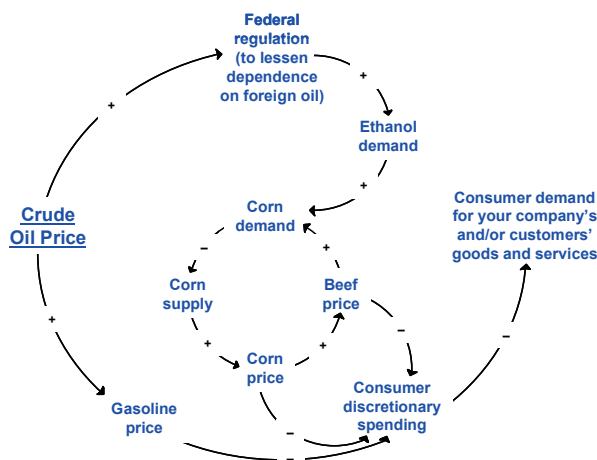 Federal
regulation
(to lessen
dependence
on foreign oil)
+
+
Ethanol
demand
+
Crude
Oil Price
Corn
demand
Consumer demand
for your company's
and/or customers'
goods and services
–
+
Corn
supply
Beef
price
+
–
–
+
+
Corn
price
Consumer
discretionary
spending
Gasoline
price
–
–